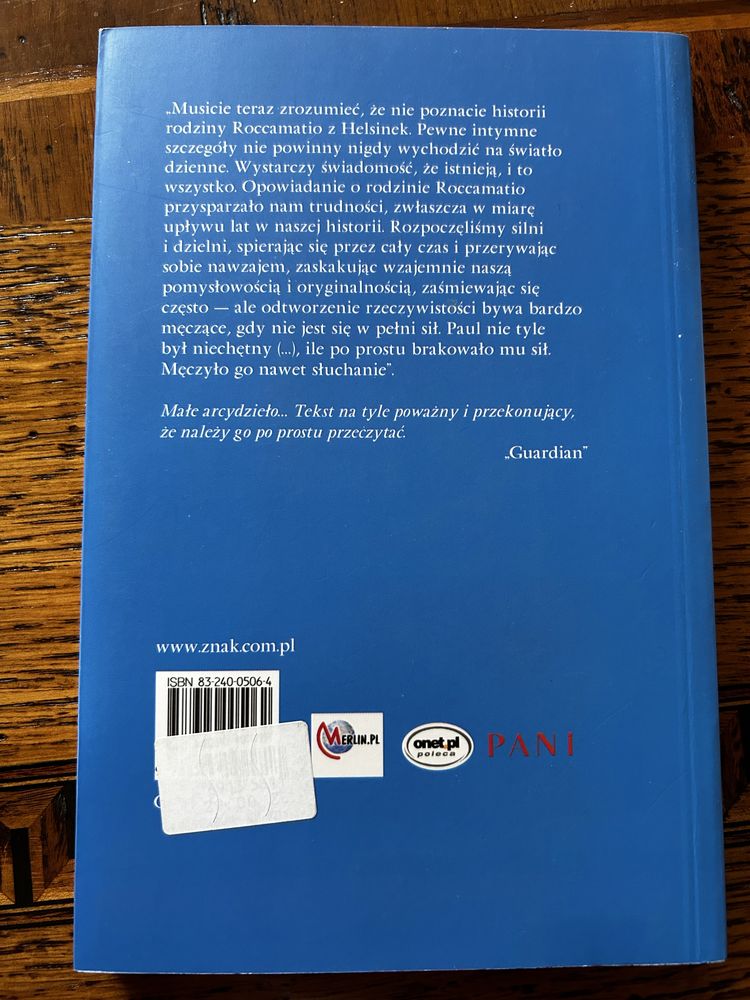 „Musicie teraz zrozumieć, że nie poznacie historii
rodziny Roccamatio z Helsinek. Pewne intymne
szczegóły nie powinny nigdy wychodzić na światło
dzienne. Wystarczy świadomość, że istnieją, i to
wszystko. Opowiadanie o rodzinie Roccamatio
przysparzało nam trudności, zwłaszcza w miarę
upływu lat w naszej historii. Rozpoczęliśmy silni
i dzielni, spierając się przez cały czas i przerywając
sobie nawzajem, zaskakując wzajemnie naszą
pomysłowością i oryginalnością, zaśmiewając się
często — ale odtworzenie rzeczywistości bywa bardzo
męczące, gdy nie jest się w pełni sił. Paul nie tyle
był niechętny (...), ile po prostu brakowało mu sił.
Męczyło go nawet słuchanie”.
Małe arcydzieło... Tekst na tyle poważny i przekonujący,
że należy go po prostu przeczytać.
„Guardian”
www.znak.com.pl
ISBN 83-240-0506-4
MERLIN.PL
onet.pl
poleca
PANI